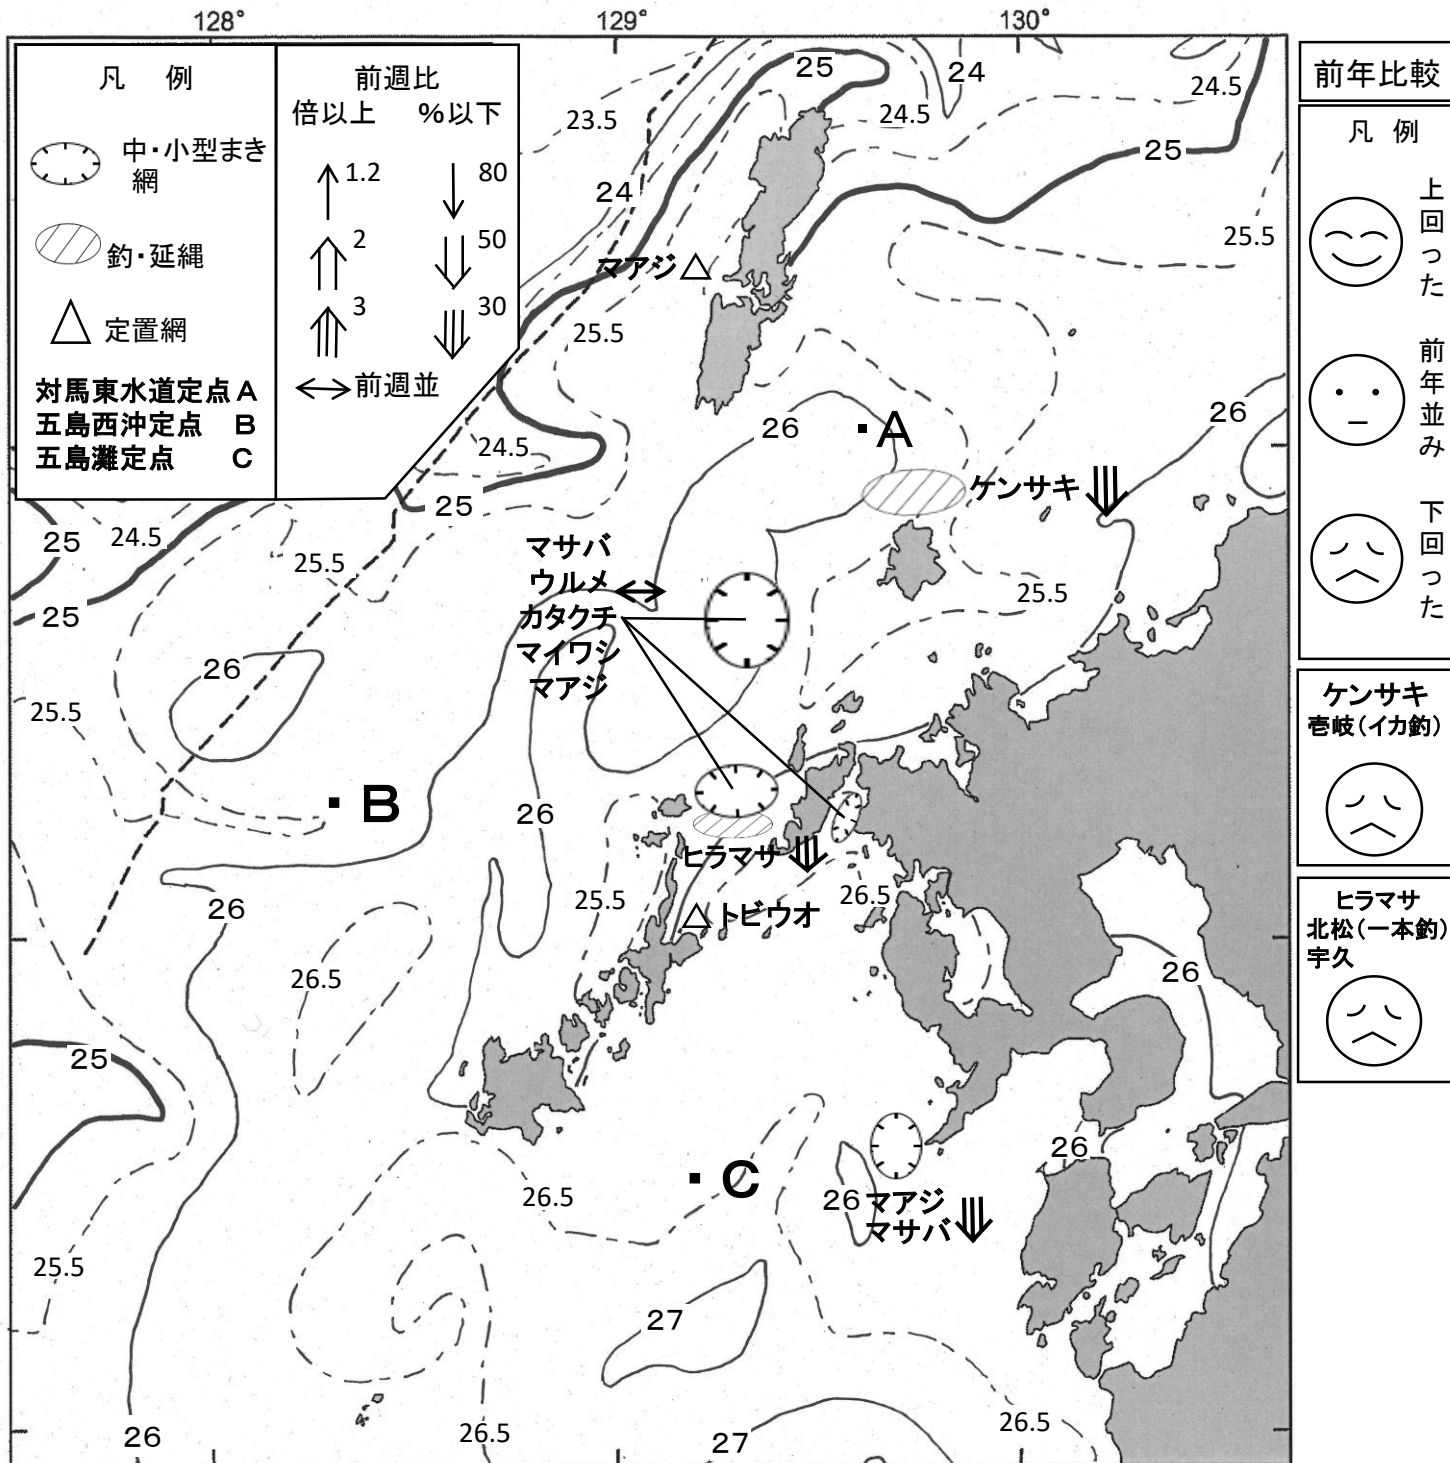 128°
129°
130°
凡 例
中・小型まき
網
釣・延縄
定置網
対馬東水道定点 A
五島西沖定点 B
五島灘定点 C
前週比
倍以上 %以下
1.2 80
2 50
3 30
前週並
前年比較
凡 例
上回った
前年並み
下回った
ケンサキ
壱岐(イカ釣)
ヒラマサ
北松(一本釣)
宇久
25
24
24.5
24.5
23.5
25
24
25.5
マアジ
25.5
26
26
A
24.5
ケンサキ
25
25
24.5
25.5
マサバ
ウルメ
カタクチ
マイワシ
マアジ
25.5
25
26
25.5
B
26
ヒラマサ
26.5
25.5
トビウオ
26
26.5
26
25
26
C
26.5
26
マアジ
マサバ
25.5
27
26.5
26
26.5
27